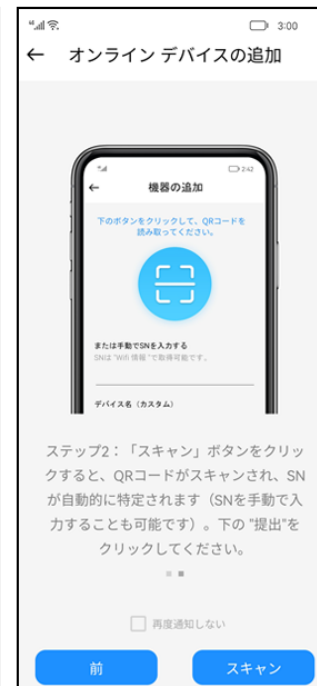 3:00
← オンライン デバイスの追加
2:42
← 機器の追加
下のボタンをクリックして、QRコードを
読み取ってください。
または手動でSNを入力する
SNは "Wifi 情報 "で取得可能です。
デバイス名（カスタム）
ステップ2：「スキャン」ボタンをクリッ
クすると、QRコードがスキャンされ、SN
が自動的に特定されます（SNを手動で入
力することも可能です）。下の "提出"を
クリックしてください。
再度通知しない
前
スキャン